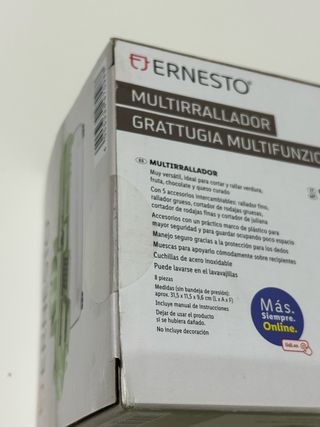 ERNESTO®
MULTIRRALLADOR
GRATTUGIA MULTIFUNZIO
ES MULTIRRALLADOR
Muy versátil, ideal para cortar y rallar verdura,
fruta, chocolate y queso curado
Con 5 accesorios intercambiables: rallador fino,
rallador grueso, cortador de rodajas gruesas,
cortador de rodajas finas y cortador de juliana
Accesorios con un práctico marco de plástico para
mayor seguridad y para guardar ocupando poco espacio
Manejo seguro gracias a la protección para los dedos
Muescas para apoyarlo cómodamente sobre recipientes
Cuchillas de acero inoxidable
Puede lavarse en el lavavajillas
8 piezas
Medidas (sin bandeja de presión):
aprox. 31,5 x 11,5 x 9,6 cm (L x A x F)
Incluye manual de instrucciones
Dejar de usar el producto
si se hubiera dañado.
No incluye decoración
Más.
Siempre.
Online.
lidl.es